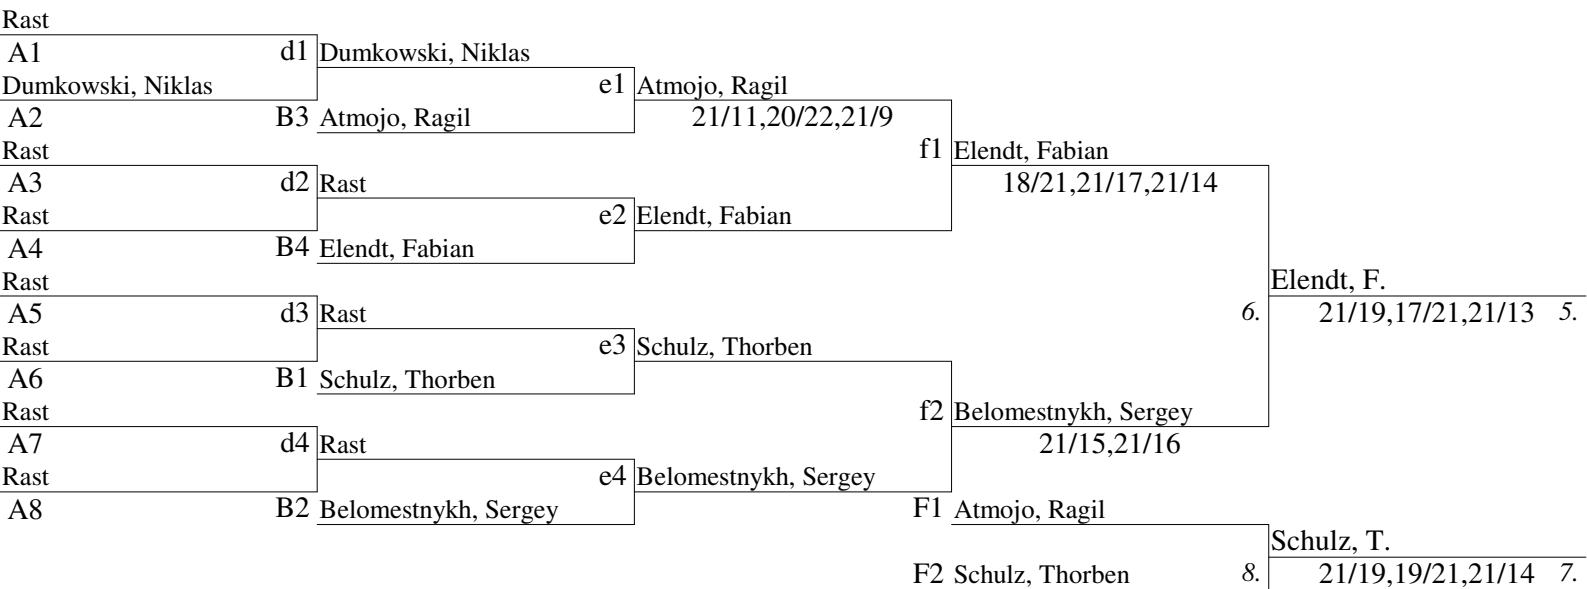 Rast
A1 d1 Dumkowski, Niklas
Dumkowski, Niklas e1 Atmojo, Ragil
A2 B3 Atmojo, Ragil 21/11,20/22,21/9
Rast f1 Elendt, Fabian
A3 d2 Rast 18/21,21/17,21/14
Rast e2 Elendt, Fabian
A4 B4 Elendt, Fabian
Rast Elendt, F.
A5 d3 Rast 6. 21/19,17/21,21/13 5.
Rast e3 Schulz, Thorben
A6 B1 Schulz, Thorben
Rast f2 Belomestnykh, Sergey
A7 d4 Rast 21/15,21/16
Rast e4 Belomestnykh, Sergey
A8 B2 Belomestnykh, Sergey F1 Atmojo, Ragil
Schulz, T.
F2 Schulz, Thorben 8. 21/19,19/21,21/14 7.